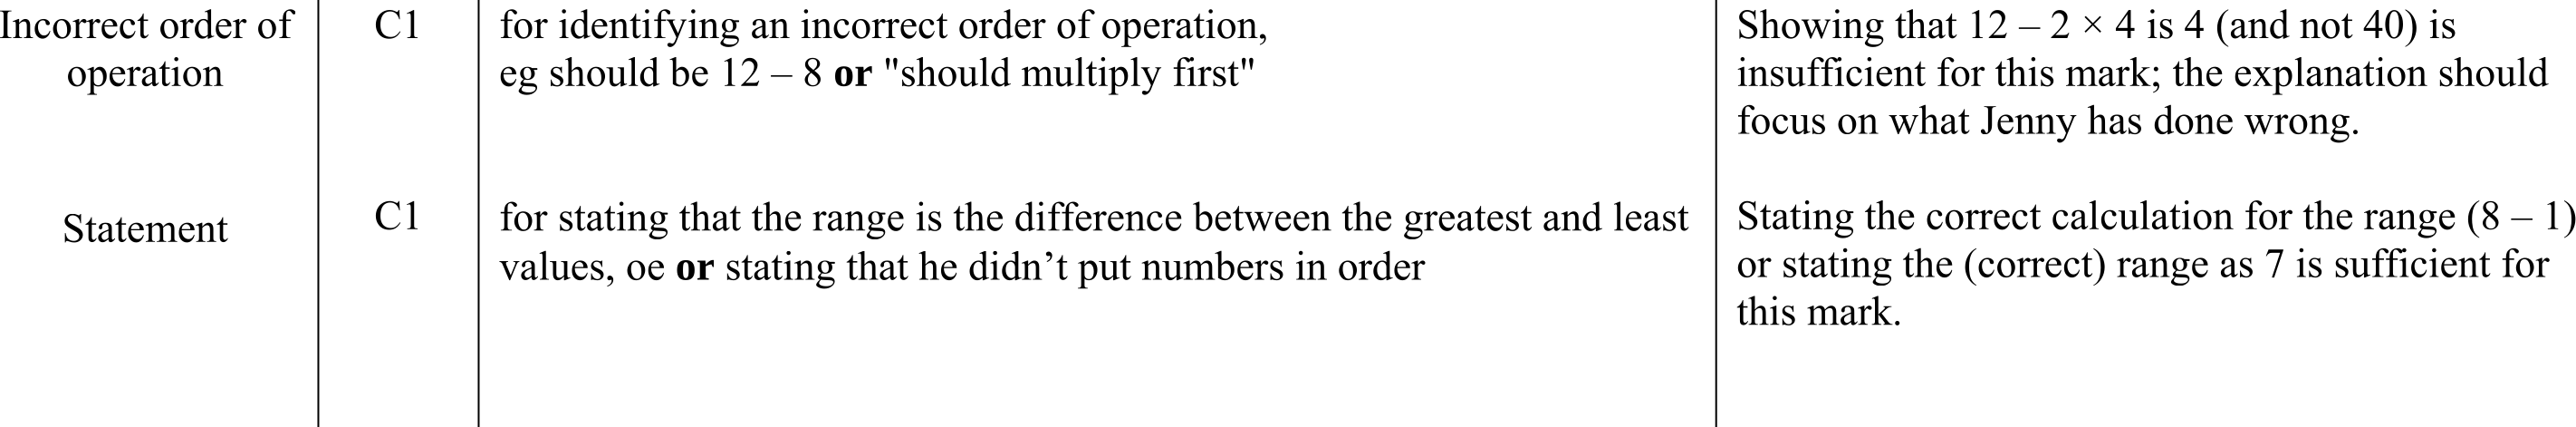 Incorrect order of
operation
C1
for identifying an incorrect order of operation,
eg should be 12 – 8 or "should multiply first"
Showing that 12 – 2 × 4 is 4 (and not 40) is
insufficient for this mark; the explanation should
focus on what Jenny has done wrong.
Statement
C1
for stating that the range is the difference between the greatest and least
values, oe or stating that he didn’t put numbers in order
Stating the correct calculation for the range (8 – 1)
or stating the (correct) range as 7 is sufficient for
this mark.